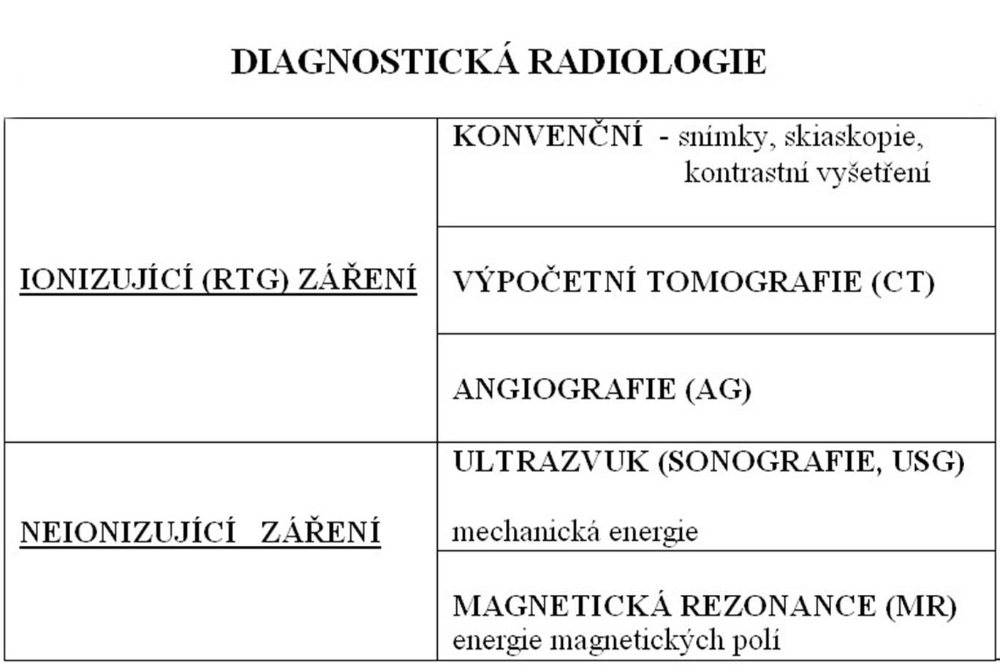 DIAGNOSTICKÁ RADIOLOGIE
IONIZUJÍCÍ (RTG) ZÁŘENÍ
KONVENČNÍ - snímky, skiaskopie,
kontrastní vyšetření
VÝPOČETNÍ TOMOGRAFIE (CT)
ANGIOGRAFIE (AG)
NEIONIZUJÍCÍ ZÁŘENÍ
ULTRAZVUK (SONOGRAFIE, USG)
mechanická energie
MAGNETICKÁ REZONANCE (MR)
energie magnetických polí